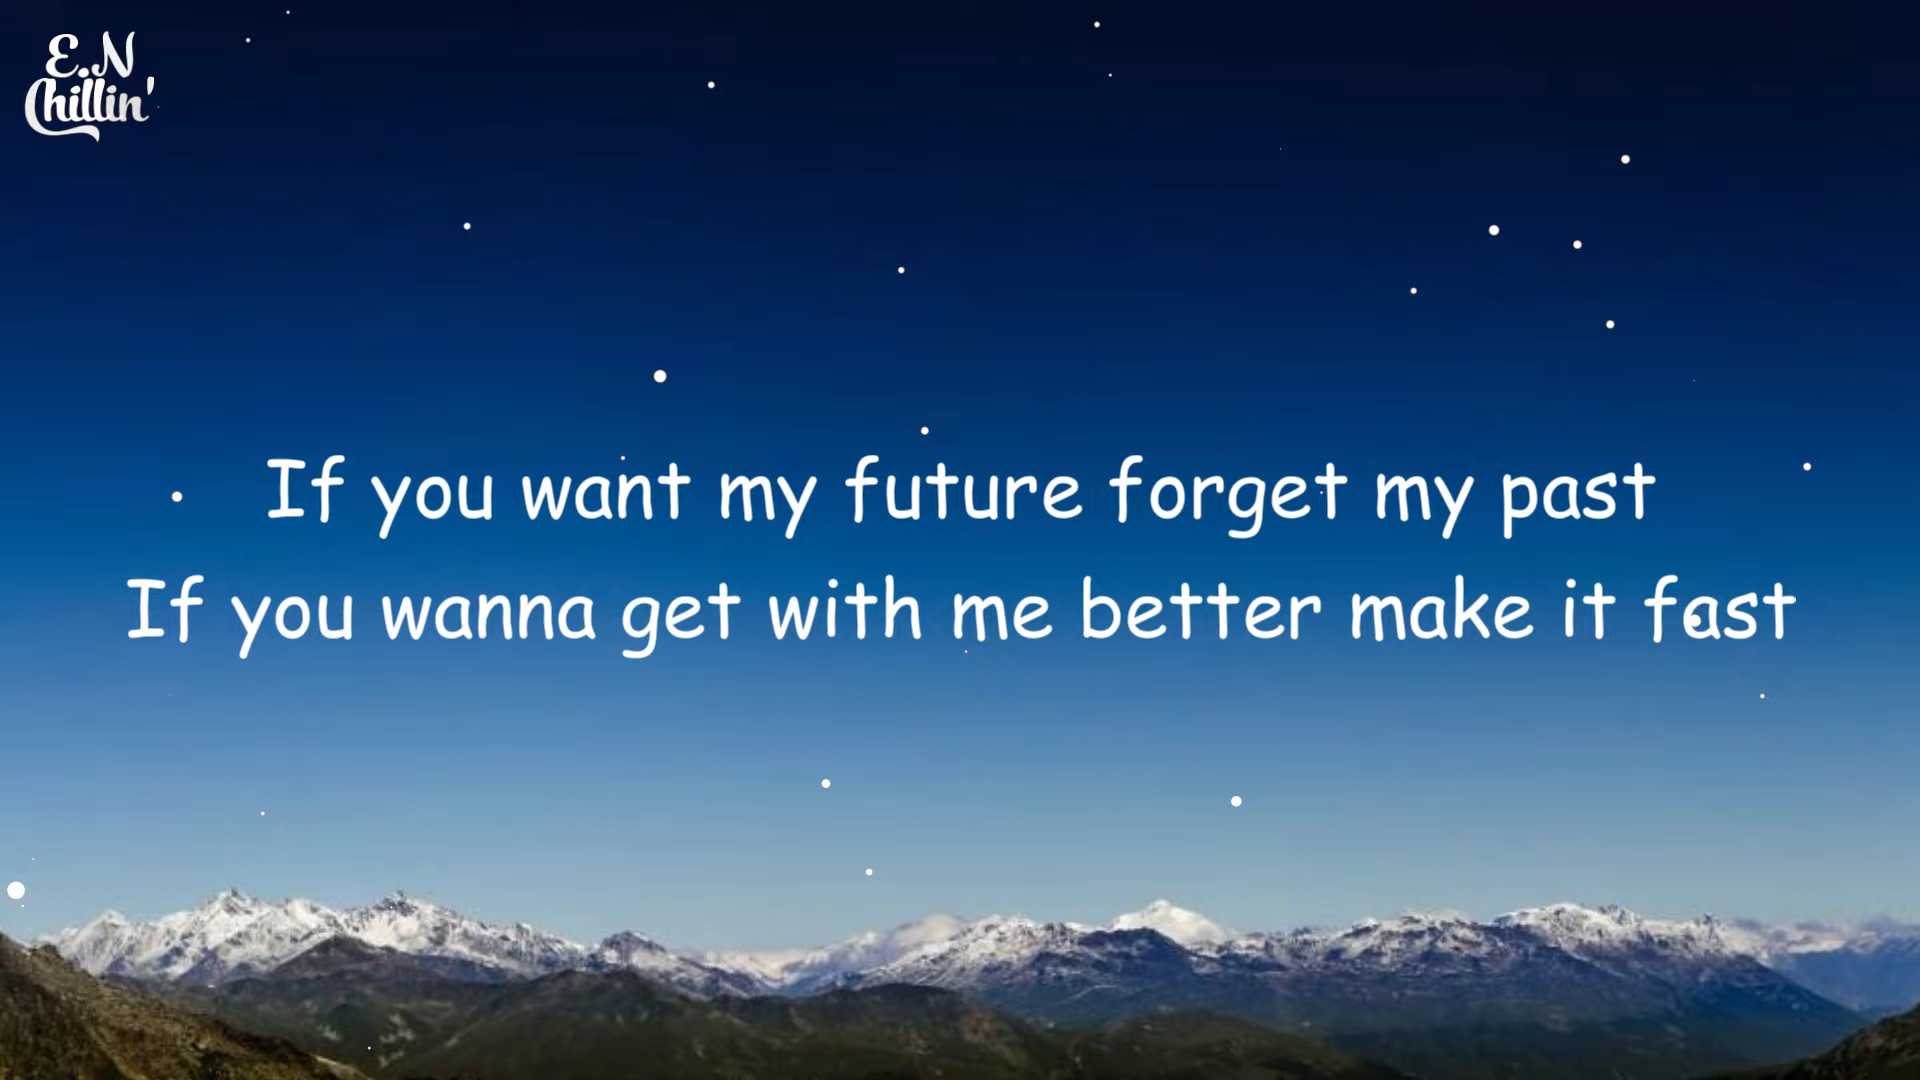 E.N
Chillin'
If you want my future forget my past
If you wanna get with me better make it fast